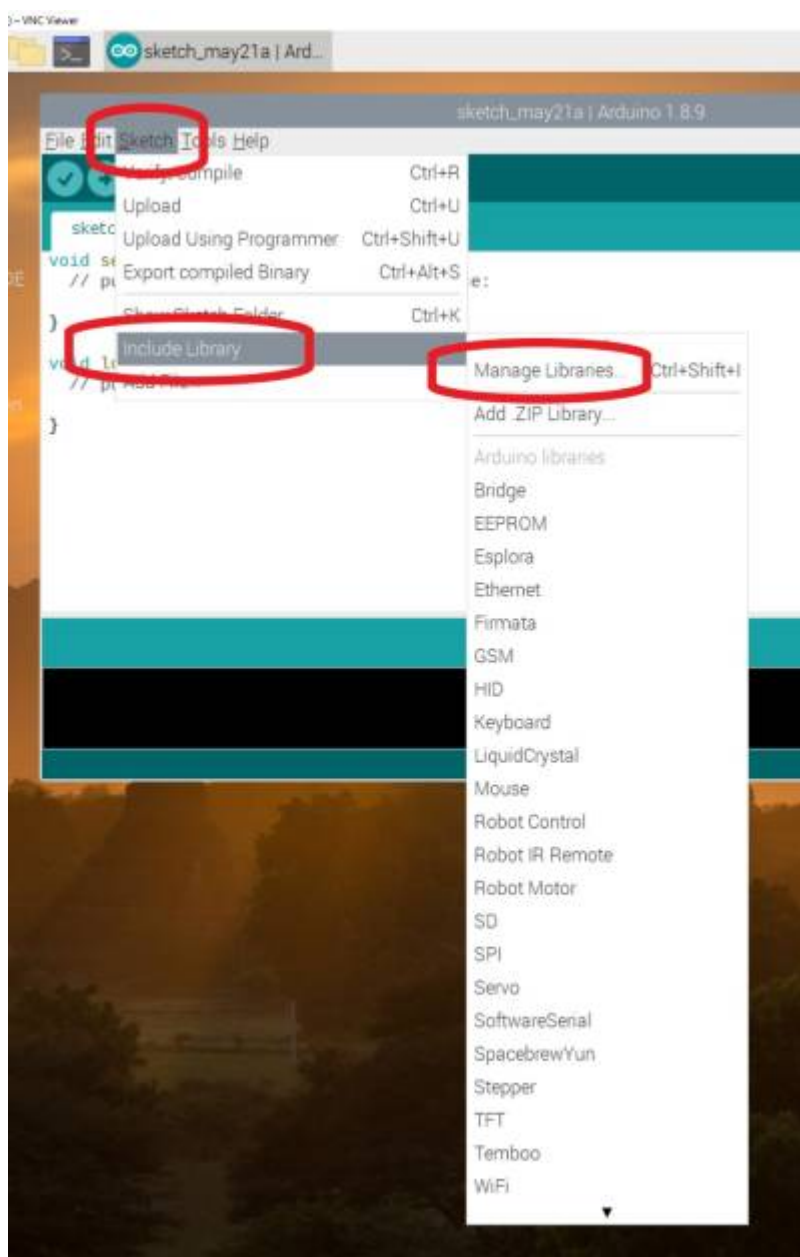 – VNC Viewer
sketch_may21a | Ard...
sketch_may21a | Arduino 1.8.9
File Edit Sketch Tools Help
Verify/Compile Ctrl+R
Upload Ctrl+U
sketc
Upload Using Programmer Ctrl+Shift+U
void se
Export compiled Binary Ctrl+Alt+S
// pu e:
Show Sketch Folder Ctrl+K
}
Include Library
Manage Libraries... Ctrl+Shift+I
void lo
Add File...
// pu
Add .ZIP Library...
}
Arduino libraries
Bridge
EEPROM
Esplora
Ethernet
Firmata
GSM
HID
Keyboard
LiquidCrystal
Mouse
Robot Control
Robot IR Remote
Robot Motor
SD
SPI
Servo
SoftwareSerial
SpacebrewYun
Stepper
TFT
Temboo
WiFi